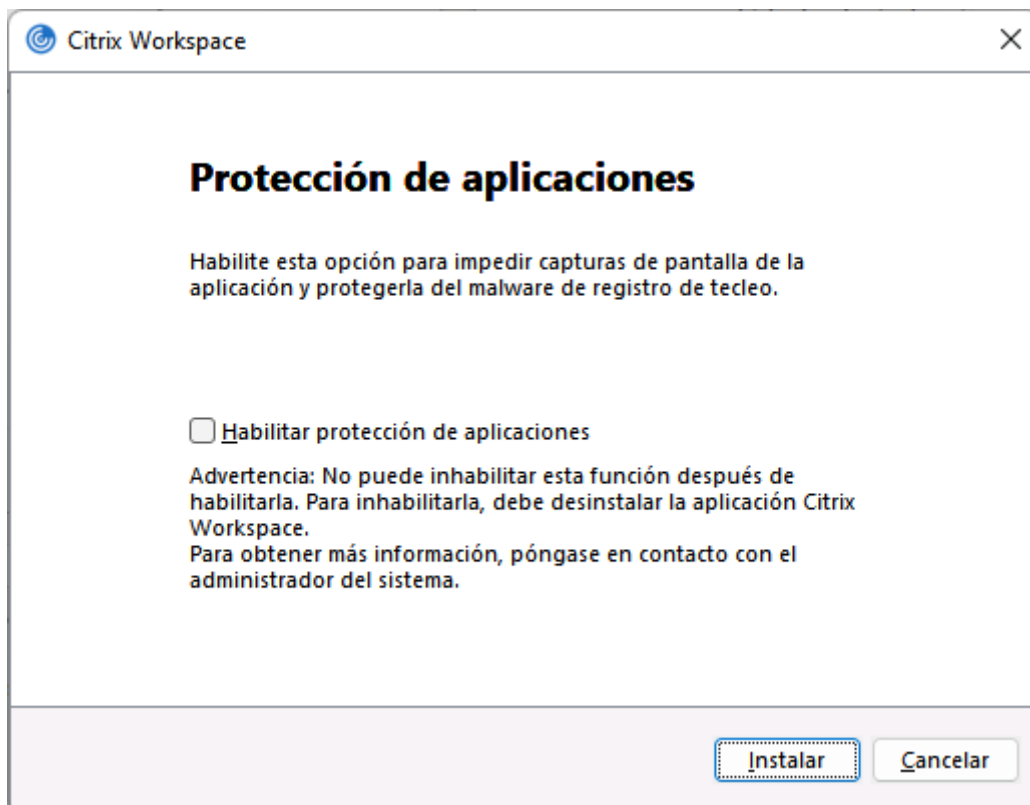 Citrix Workspace
Protección de aplicaciones
Habilite esta opción para impedir capturas de pantalla de la
aplicación y protegerla del malware de registro de tecleo.
Habilitar protección de aplicaciones
Advertencia: No puede inhabilitar esta función después de
habilitarla. Para inhabilitarla, debe desinstalar la aplicación Citrix
Workspace.
Para obtener más información, póngase en contacto con el
administrador del sistema.
Instalar
Cancelar